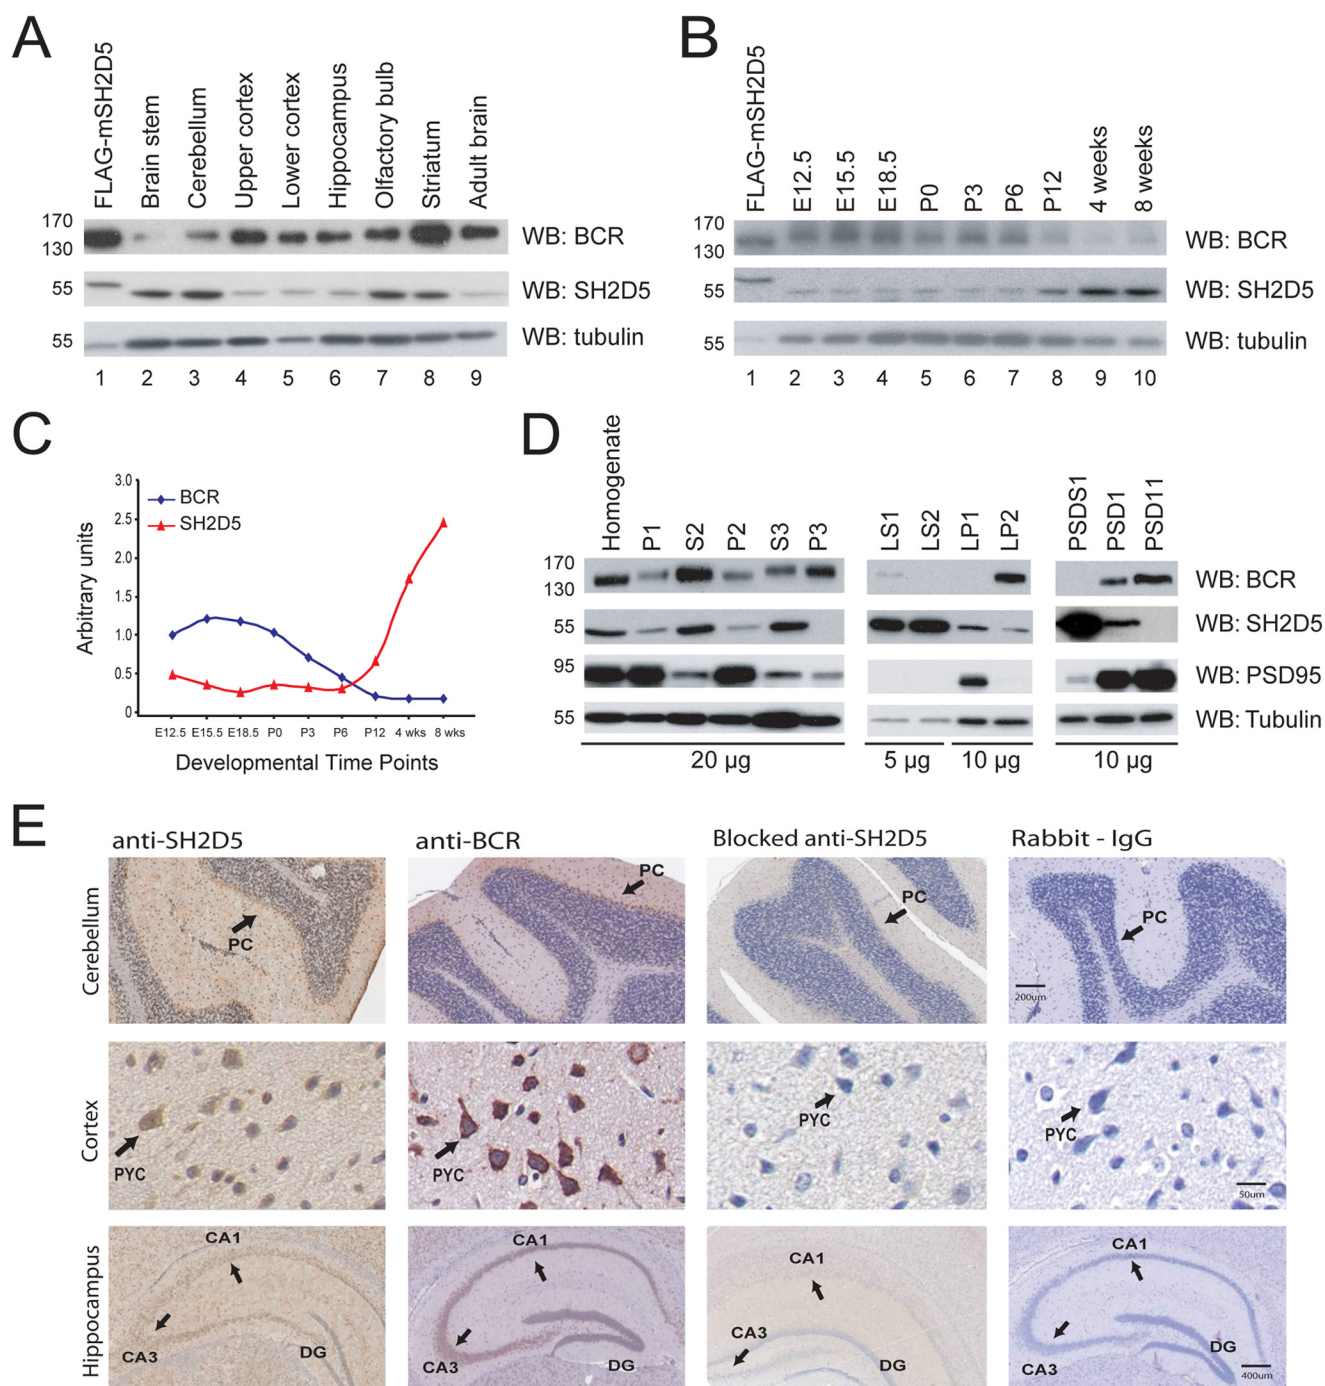 A
FLAG-mSH2D5
Brain stem
Cerebellum
Upper cortex
Lower cortex
Hippocampus
Olfactory bulb
Striatum
Adult brain
170
130
WB: BCR
55
WB: SH2D5
55
WB: tubulin
1 2 3 4 5 6 7 8 9
B
FLAG-mSH2D5
E12.5
E15.5
E18.5
P0
P3
P6
P12
4 weeks
8 weeks
170
130
WB: BCR
55
WB: SH2D5
55
WB: tubulin
1 2 3 4 5 6 7 8 9 10
C
3.0
2.5
2.0
1.5
1.0
0.5
0
Arbitrary units
BCR
SH2D5
E12.5 E15.5 E18.5 P0 P3 P6 P12 4 wks 8 wks
Developmental Time Points
D
Homogenate
P1
S2
P2
S3
P3
LS1
LS2
LP1
LP2
PSDS1
PSD1
PSD11
170
130
WB: BCR
55
WB: SH2D5
95
WB: PSD95
55
WB: Tubulin
20 µg
5 µg
10 µg
10 µg
E
anti-SH2D5
anti-BCR
Blocked anti-SH2D5
Rabbit - IgG
Cerebellum
PC
PC
PC
PC
200um
Cortex
PYC
PYC
PYC
PYC
50um
Hippocampus
CA1
CA3
DG
CA1
CA3
DG
CA1
CA3
DG
CA1
CA3
DG
400um